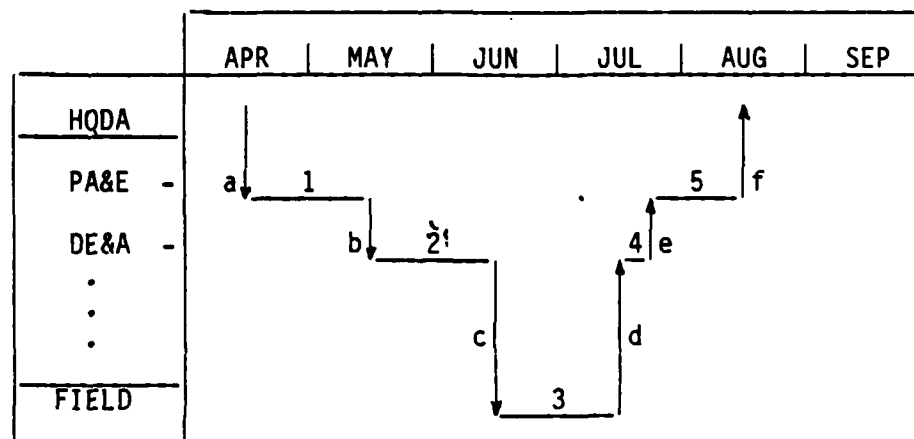 APR | MAY | JUN | JUL | AUG | SEP
HQDA
PA&E - a 1 5 f
DE&A - b 2 4 e
c d
FIELD 3